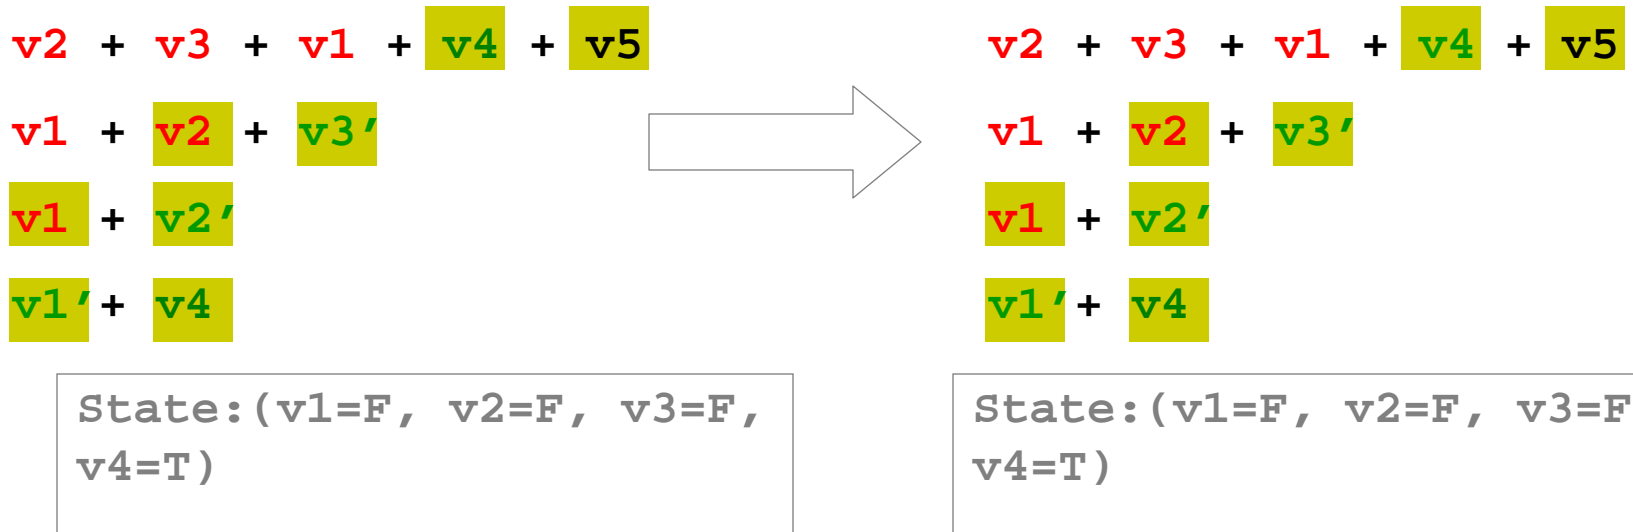 v2 + v3 + v1 + v4 + v5
v1 + v2 + v3'
v1 + v2'
v1' + v4
State:(v1=F, v2=F, v3=F,
v4=T)
v2 + v3 + v1 + v4 + v5
v1 + v2 + v3'
v1 + v2'
v1' + v4
State:(v1=F, v2=F, v3=F
v4=T)